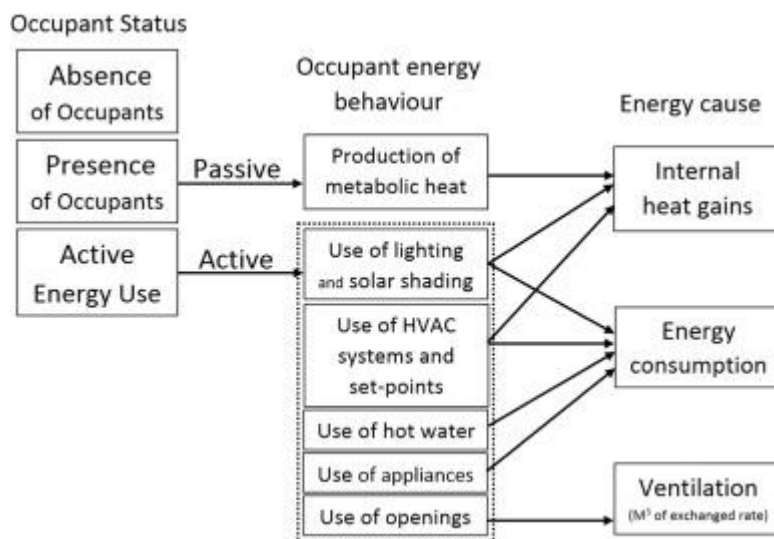 Occupant Status
Absence
of Occupants
Presence
of Occupants
Active
Energy Use
Passive
Active
Occupant energy
behaviour
Production of
metabolic heat
Use of lighting
and solar shading
Use of HVAC
systems and
set-points
Use of hot water
Use of appliances
Use of openings
Energy cause
Internal
heat gains
Energy
consumption
Ventilation
(M³ of exchanged rate)